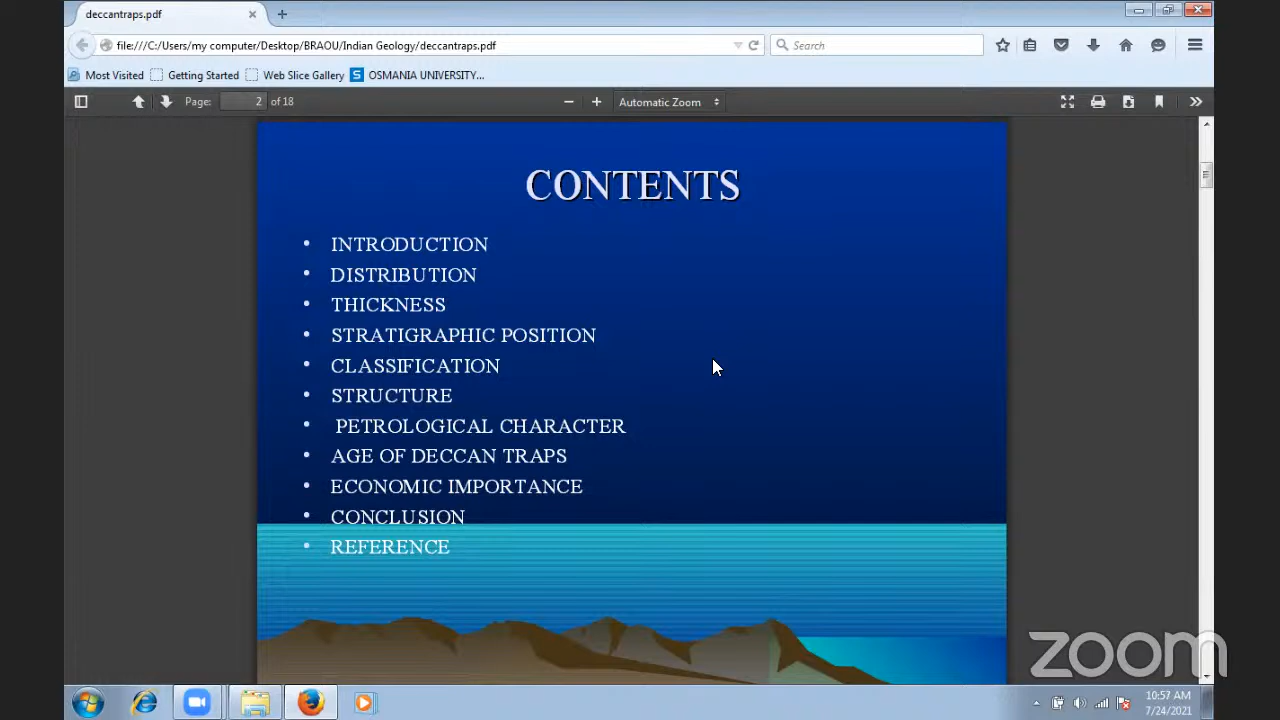 deccantraps.pdf
file:///C:/Users/my computer/Desktop/BRAOU/Indian Geology/deccantraps.pdf
Search
Most Visited Getting Started Web Slice Gallery OSMANIA UNIVERSITY...
Page: 2 of 18
Automatic Zoom
CONTENTS
• INTRODUCTION
• DISTRIBUTION
• THICKNESS
• STRATIGRAPHIC POSITION
• CLASSIFICATION
• STRUCTURE
• PETROLOGICAL CHARACTER
• AGE OF DECCAN TRAPS
• ECONOMIC IMPORTANCE
• CONCLUSION
• REFERENCE
zoom
10:57 AM
7/24/2021